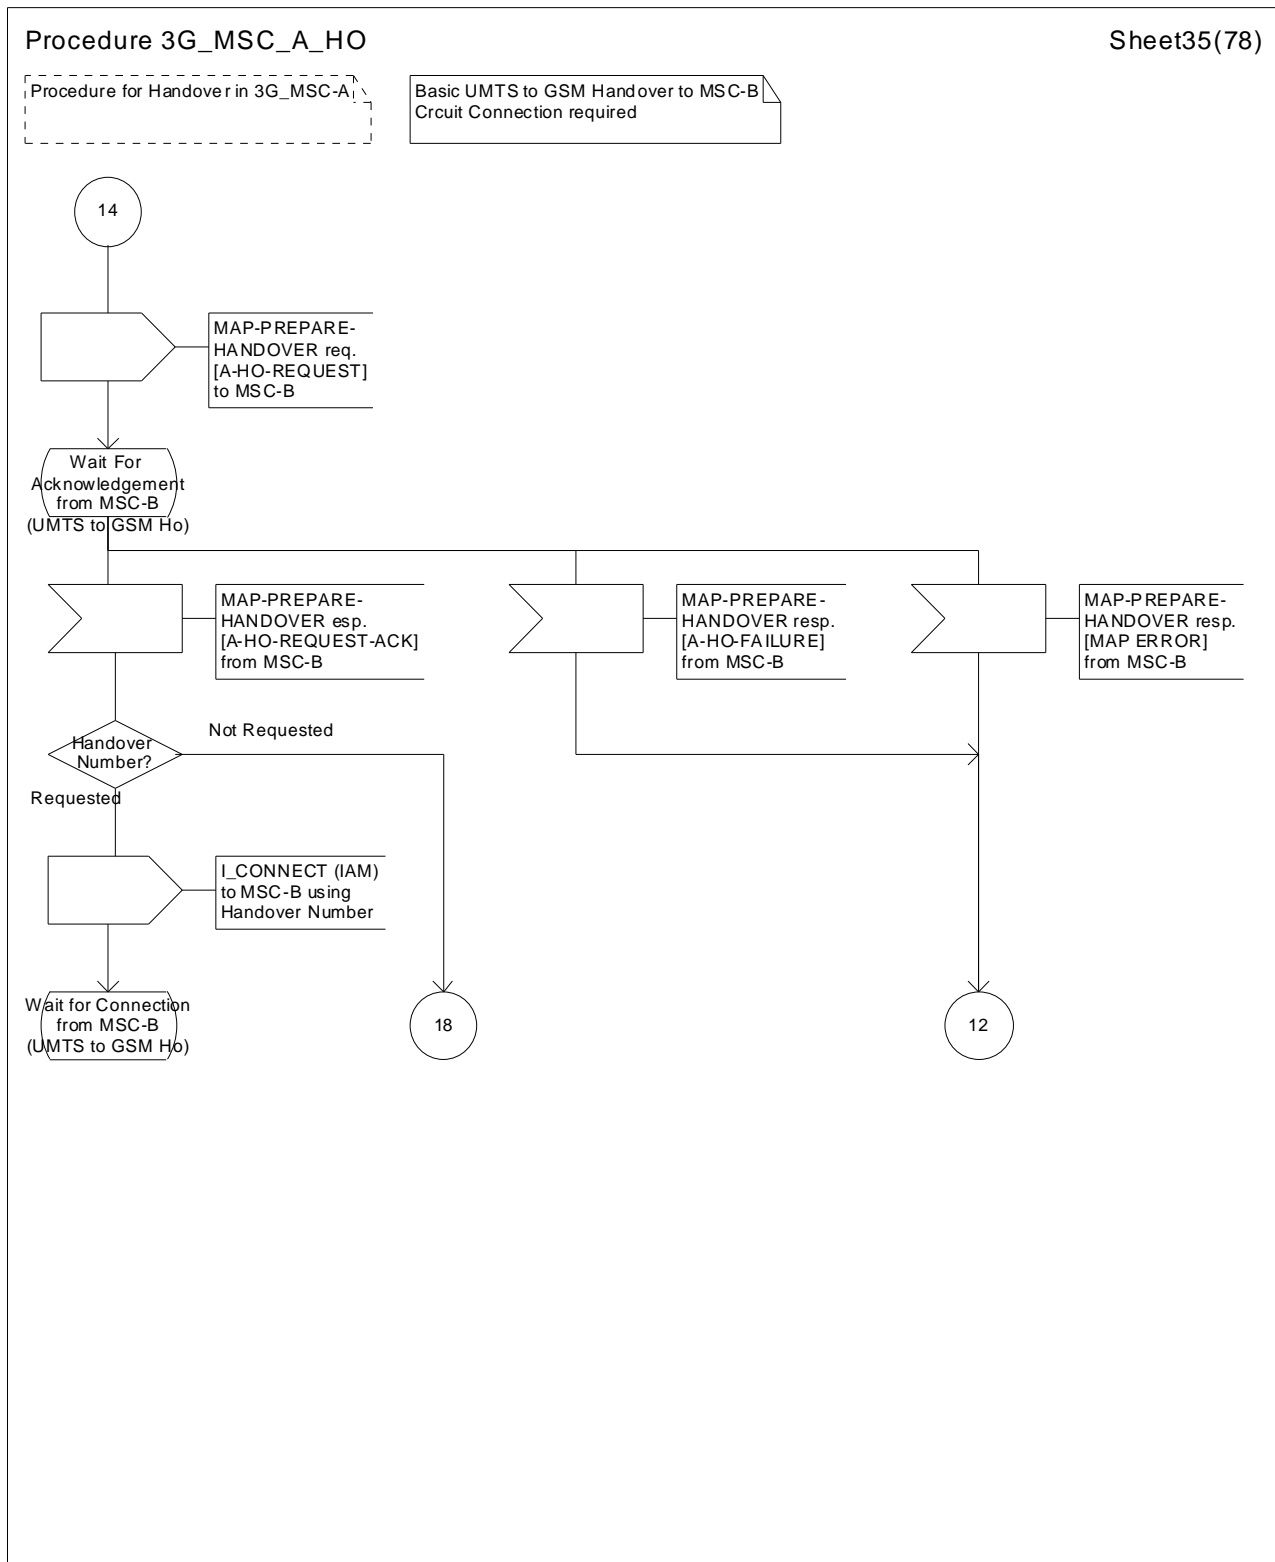 Procedure 3G_MSC_A_HO
Sheet35(78)
Procedure for Handover in 3G_MSC-A
Basic UMTS to GSM Handover to MSC-B
Crcuit Connection required
14
MAP-PREPARE-
HANDOVER req.
[A-HO-REQUEST]
to MSC-B
Wait For
Acknowledgement
from MSC-B
(UMTS to GSM Ho)
MAP-PREPARE-
HANDOVER esp.
[A-HO-REQUEST-ACK]
from MSC-B
MAP-PREPARE-
HANDOVER resp.
[A-HO-FAILURE]
from MSC-B
MAP-PREPARE-
HANDOVER resp.
[MAP ERROR]
from MSC-B
Handover
Number?
Not Requested
Requested
I_CONNECT (IAM)
to MSC-B using
Handover Number
Wait for Connection
from MSC-B
(UMTS to GSM Ho)
18
12